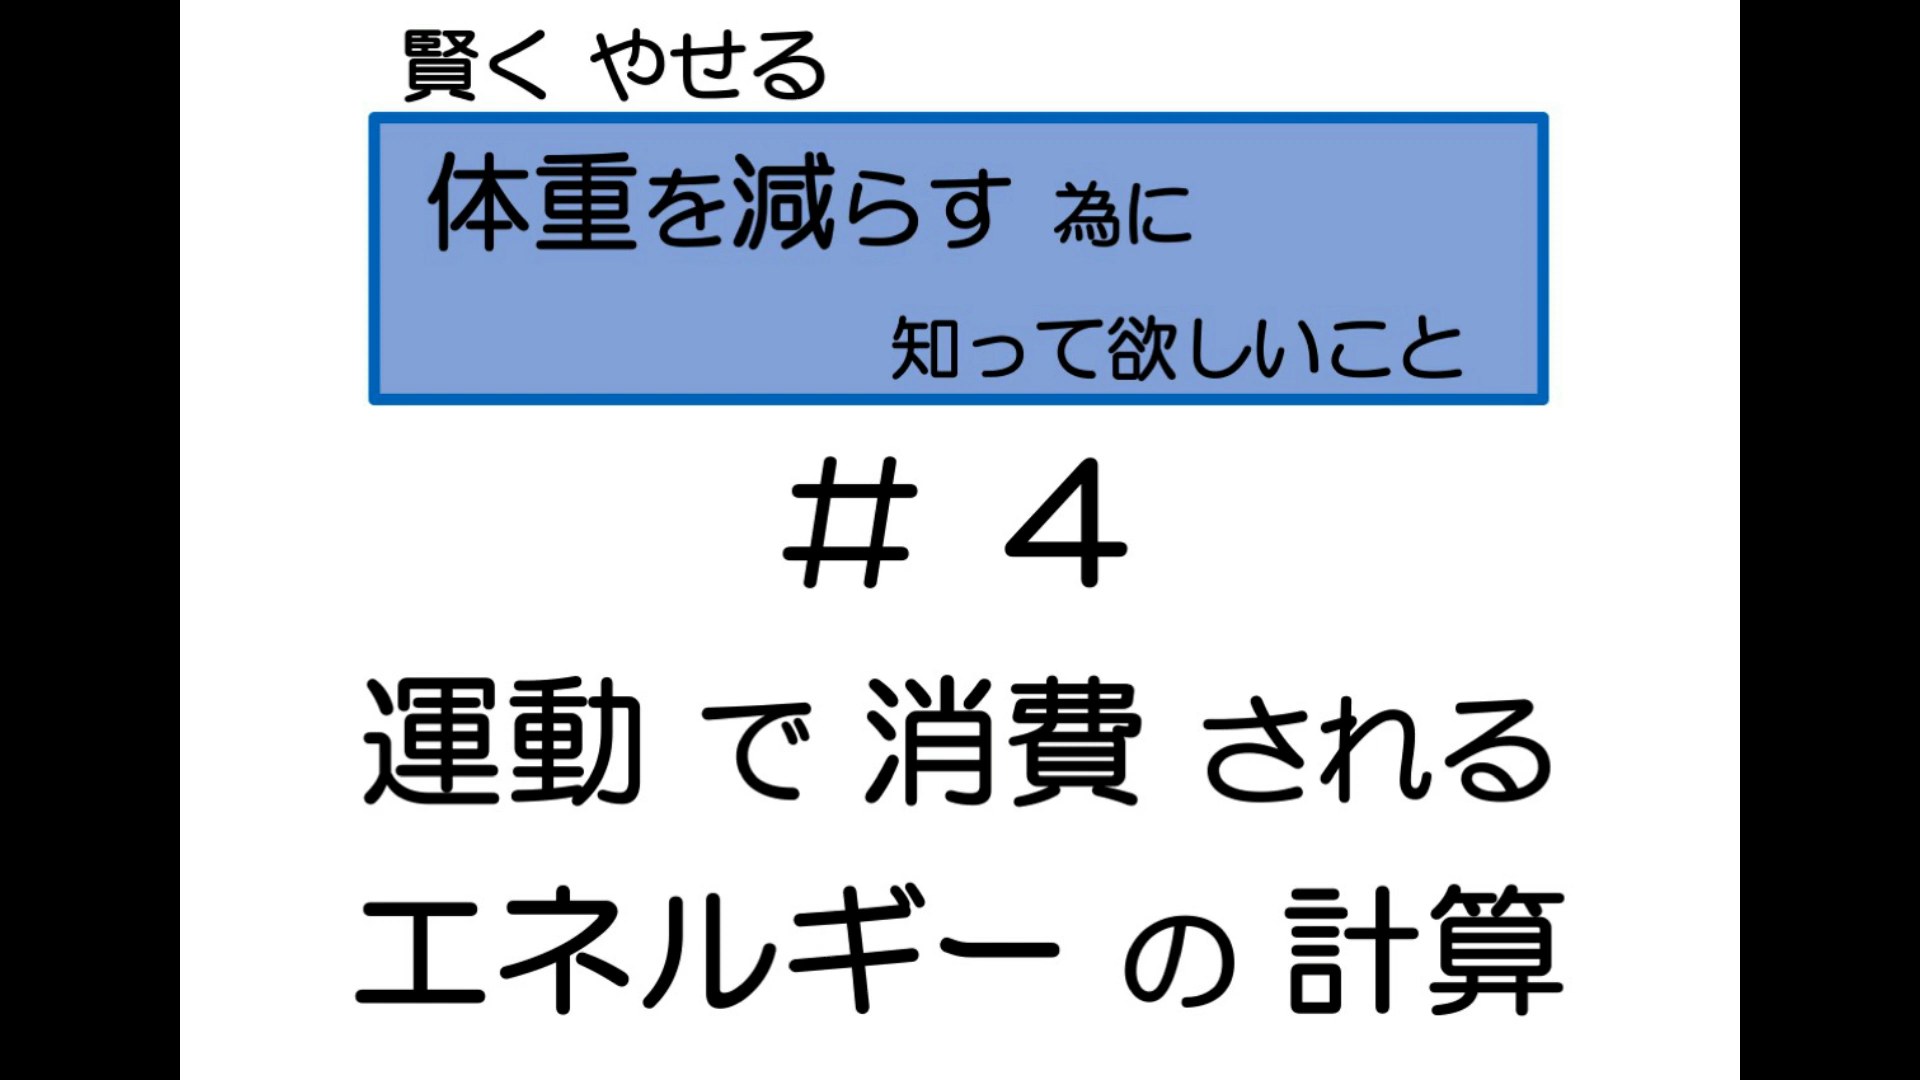 賢く やせる
体重を減らす 為に
知って欲しいこと
# 4
運動 で 消費 される
エネルギー の 計算